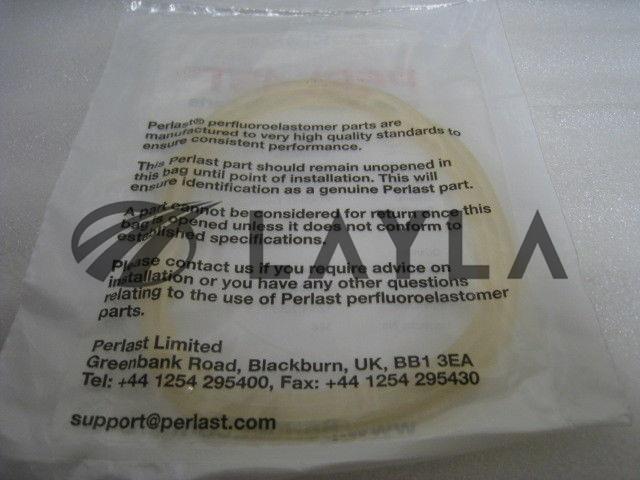 Perlast® perfluoroelastomer parts are
manufactured to very high quality standards to
ensure consistent performance.
This Perlast part should remain unopened in
this bag until point of installation. This will
ensure identification as a genuine Perlast part.
A part cannot be considered for return once this
bag is opened unless it does not conform to
established specifications.
LAYLA
Please contact us if you require advice on
installation or you have any other questions
relating to the use of Perlast perfluoroelastomer
parts.
Perlast Limited
Greenbank Road, Blackburn, UK, BB1 3EA
Tel: +44 1254 295400, Fax: +44 1254 295430
support@perlast.com